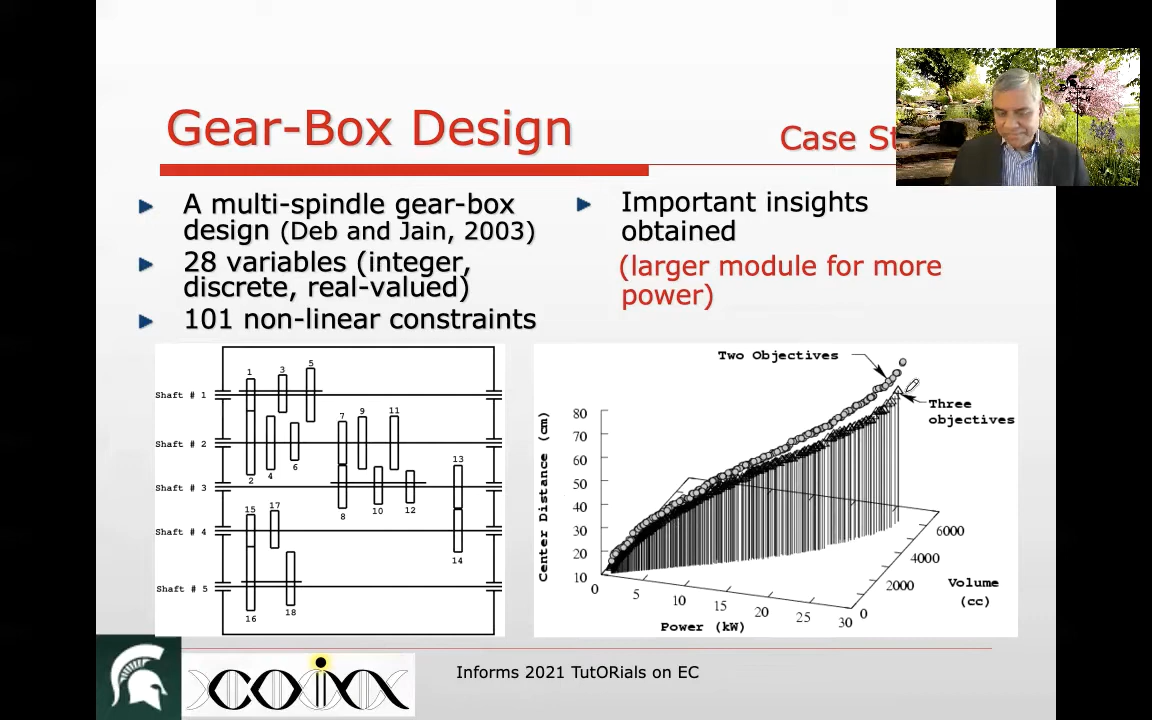 Gear-Box Design
Case St
A multi-spindle gear-box
design (Deb and Jain, 2003)
28 variables (integer,
discrete, real-valued)
101 non-linear constraints
Important insights
obtained
(larger module for more
power)
1
3
5
Shaft # 1
7
9
11
Shaft # 2
2
4
6
13
Shaft # 3
8
10
12
15
17
Shaft # 4
14
Shaft # 5
16
18
Two Objectives
Three
objectives
Center Distance (cm)
80
70
60
50
40
30
20
10
0
5
10
15
20
25
30
Power (kW)
0
2000
4000
6000
Volume
(cc)
COIN
Informs 2021 TutORials on EC